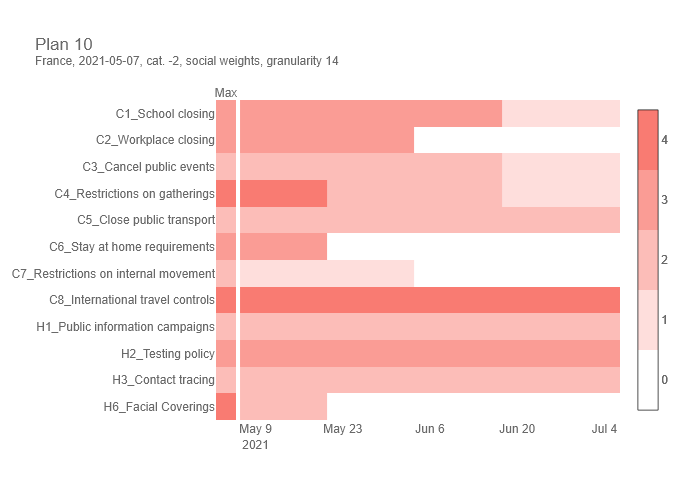 Plan 10
France, 2021-05-07, cat. -2, social weights, granularity 14
Max
C1_School closing
C2_Workplace closing
C3_Cancel public events
C4_Restrictions on gatherings
C5_Close public transport
C6_Stay at home requirements
C7_Restrictions on internal movement
C8_International travel controls
H1_Public information campaigns
H2_Testing policy
H3_Contact tracing
H6_Facial Coverings
May 9 May 23 Jun 6 Jun 20 Jul 4
2021
4
3
2
1
0